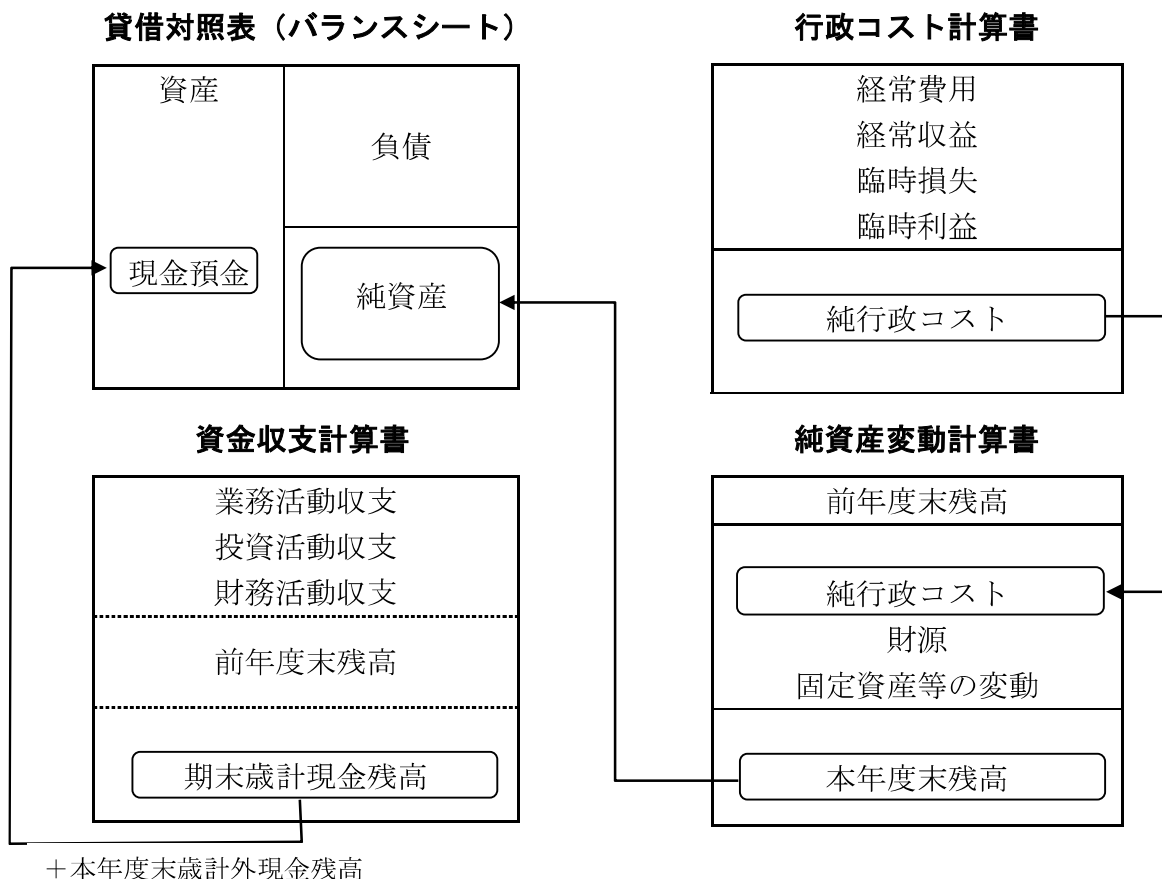 貸借対照表（バランスシート）
資産
負債
現金預金
純資産
行政コスト計算書
経常費用
経常収益
臨時損失
臨時利益
純行政コスト
資金収支計算書
業務活動収支
投資活動収支
財務活動収支
前年度末残高
期末歳計現金残高
＋本年度末歳計外現金残高
純資産変動計算書
前年度末残高
純行政コスト
財源
固定資産等の変動
本年度末残高